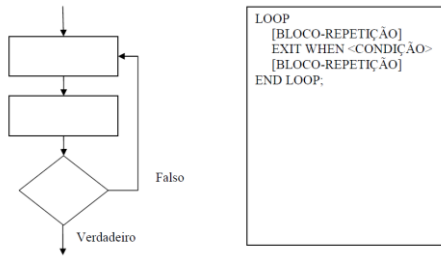 Falso
Verdadeiro
LOOP
[BLOCO-REPETIÇÃO]
EXIT WHEN <CONDIÇÃO>
[BLOCO-REPETIÇÃO]
END LOOP;